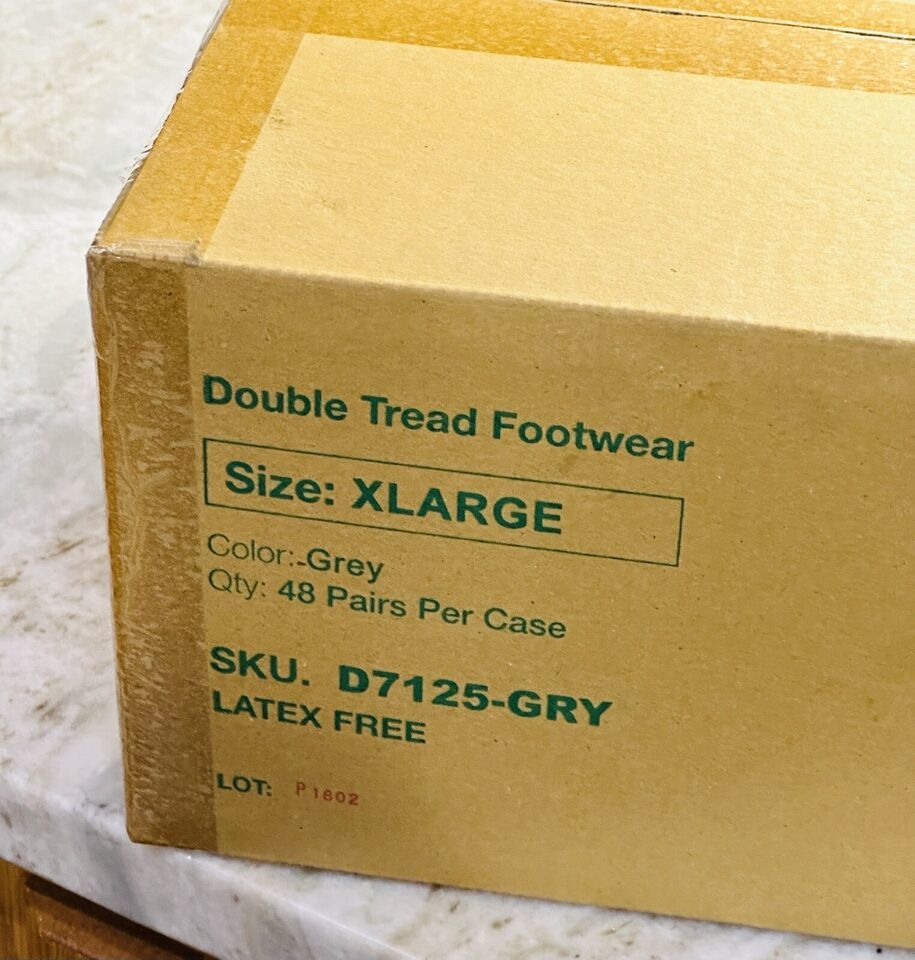 Double Tread Footwear
Size: XLARGE
Color:-Grey
Qty: 48 Pairs Per Case
SKU. D7125-GRY
LATEX FREE
LOT: P1602